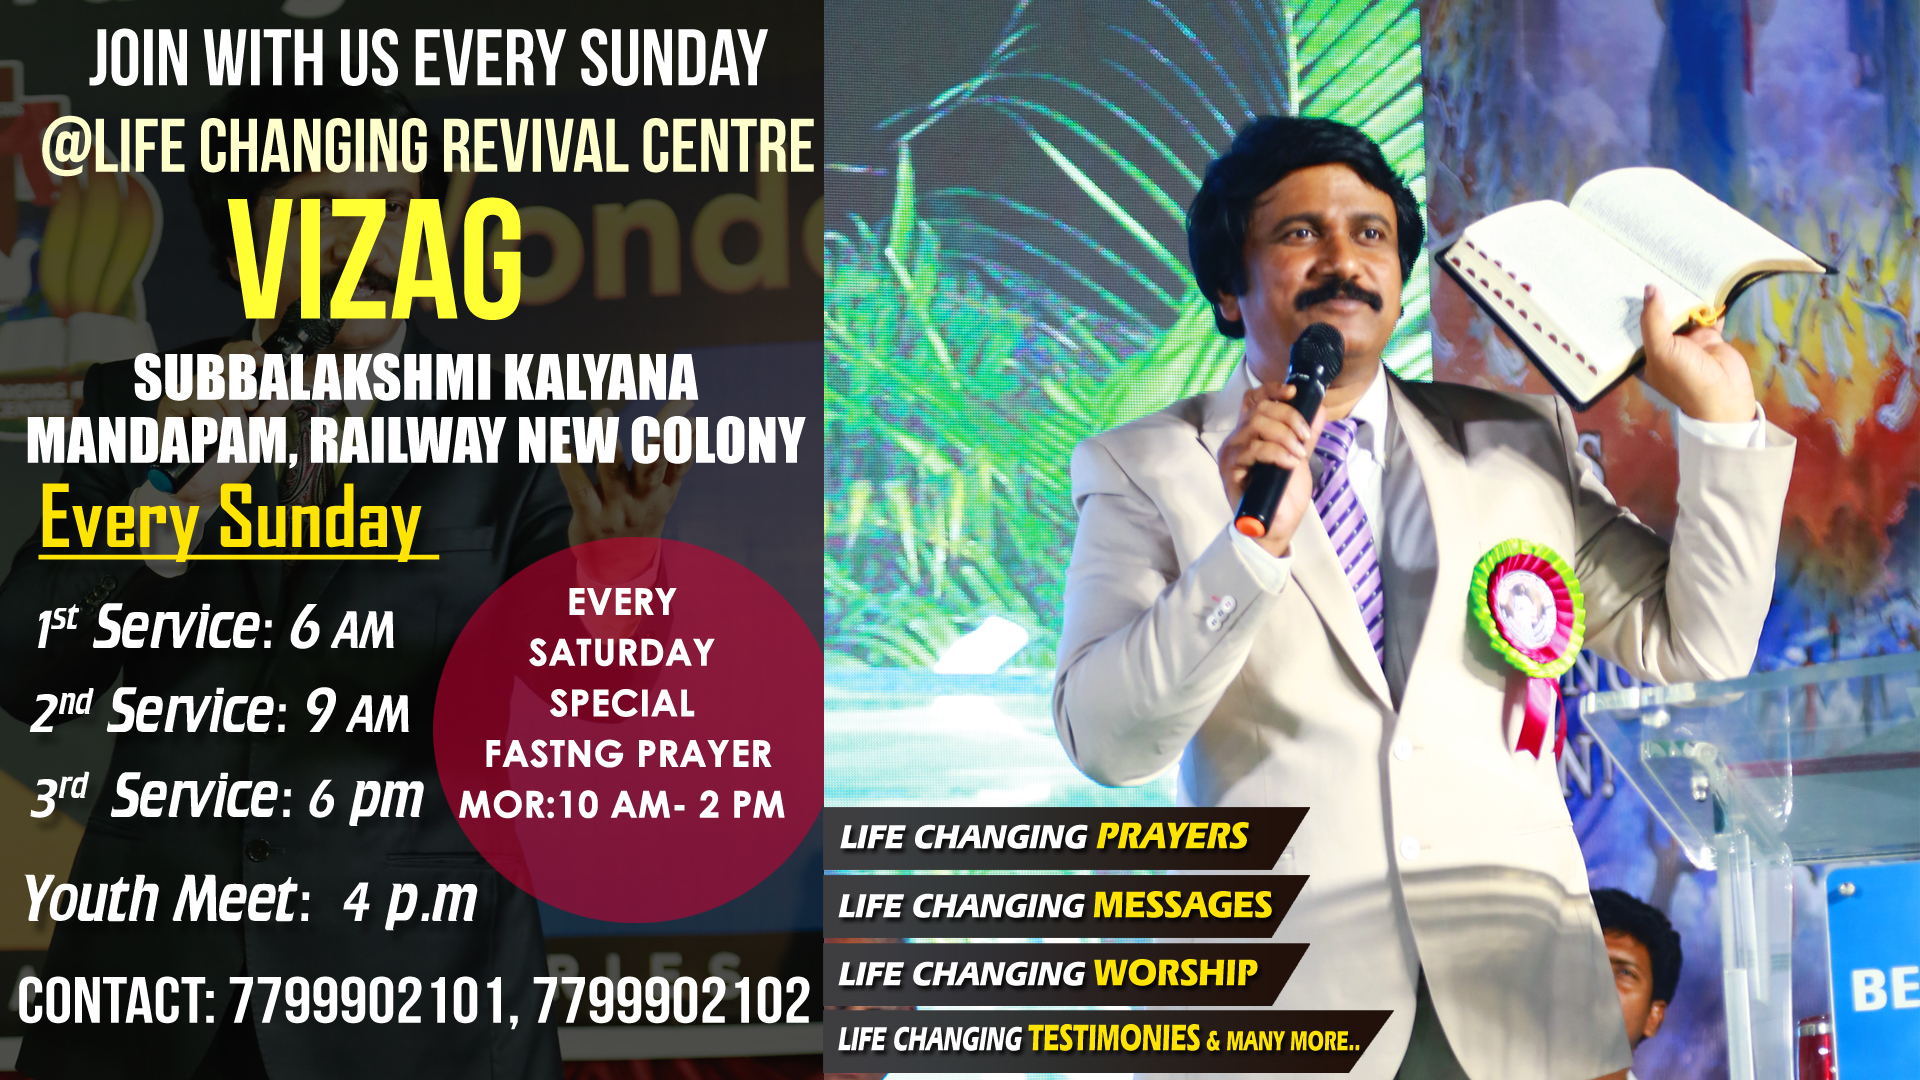 JOIN WITH US EVERY SUNDAY
@LIFE CHANGING REVIVAL CENTRE
VIZAG
SUBBALAKSHMI KALYANA
MANDAPAM, RAILWAY NEW COLONY
Every Sunday
1st Service: 6 AM
2nd Service: 9 AM
3rd Service: 6 pm
Youth Meet: 4 p.m
EVERY
SATURDAY
SPECIAL
FASTNG PRAYER
MOR:10 AM- 2 PM
CONTACT: 7799902101, 7799902102
LIFE CHANGING PRAYERS
LIFE CHANGING MESSAGES
LIFE CHANGING WORSHIP
LIFE CHANGING TESTIMONIES & MANY MORE..
BE